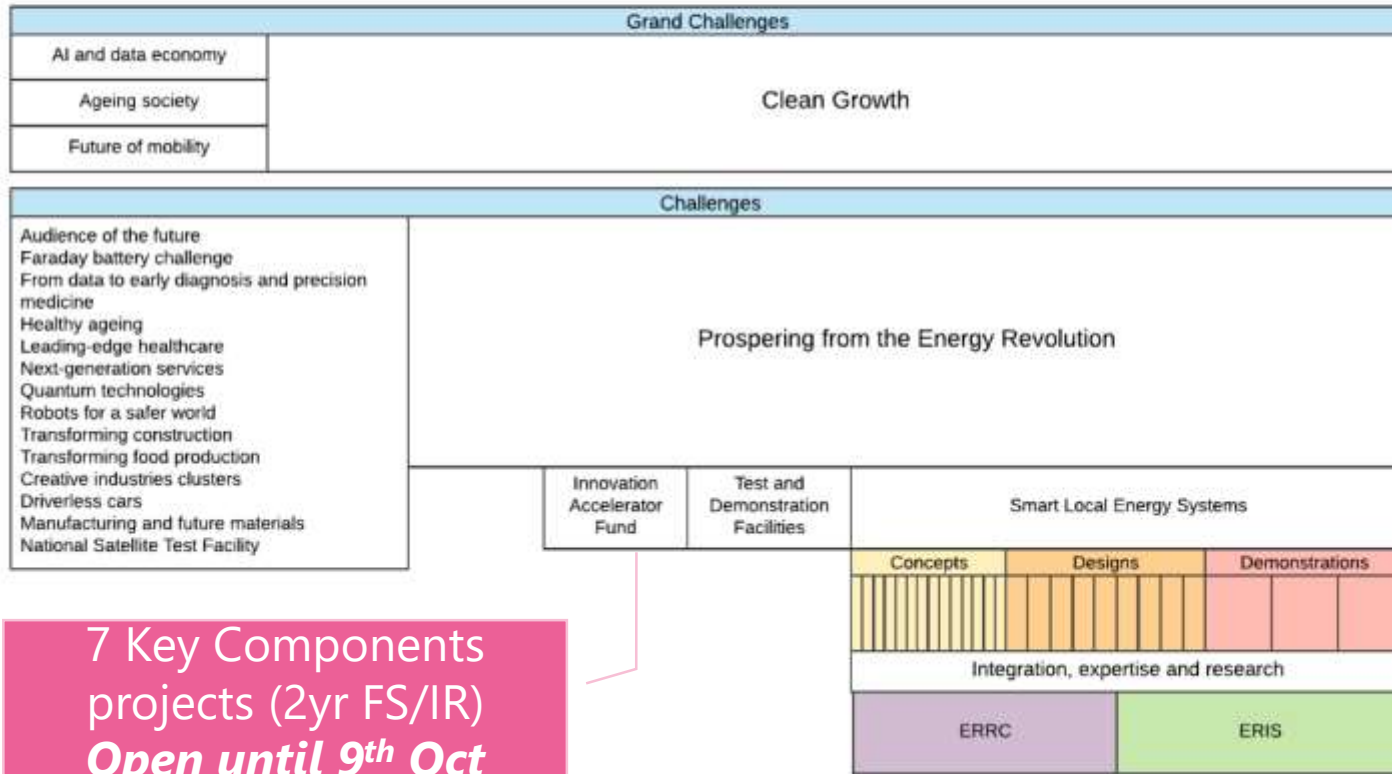 Grand Challenges
AI and data economy
Ageing society
Future of mobility
Clean Growth
Challenges
Audience of the future
Faraday battery challenge
From data to early diagnosis and precision
medicine
Healthy ageing
Leading-edge healthcare
Next-generation services
Quantum technologies
Robots for a safer world
Transforming construction
Transforming food production
Creative industries clusters
Driverless cars
Manufacturing and future materials
National Satellite Test Facility
Prospering from the Energy Revolution
Innovation
Accelerator
Fund
Test and
Demonstration
Facilities
Smart Local Energy Systems
Concepts
Designs
Demonstrations
Integration, expertise and research
ERRC
ERIS
7 Key Components
projects (2yr FS/IR)
Open until 9th Oct